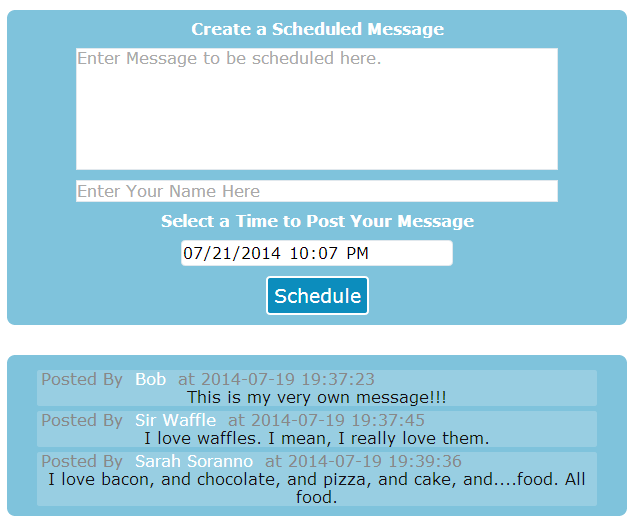 Create a Scheduled Message
Enter Message to be scheduled here.
Enter Your Name Here
Select a Time to Post Your Message
07/21/2014 10:07 PM
Schedule
Posted By Bob at 2014-07-19 19:37:23
This is my very own message!!!
Posted By Sir Waffle at 2014-07-19 19:37:45
I love waffles. I mean, I really love them.
Posted By Sarah Soranno at 2014-07-19 19:39:36
I love bacon, and chocolate, and pizza, and cake, and....food. All
food.